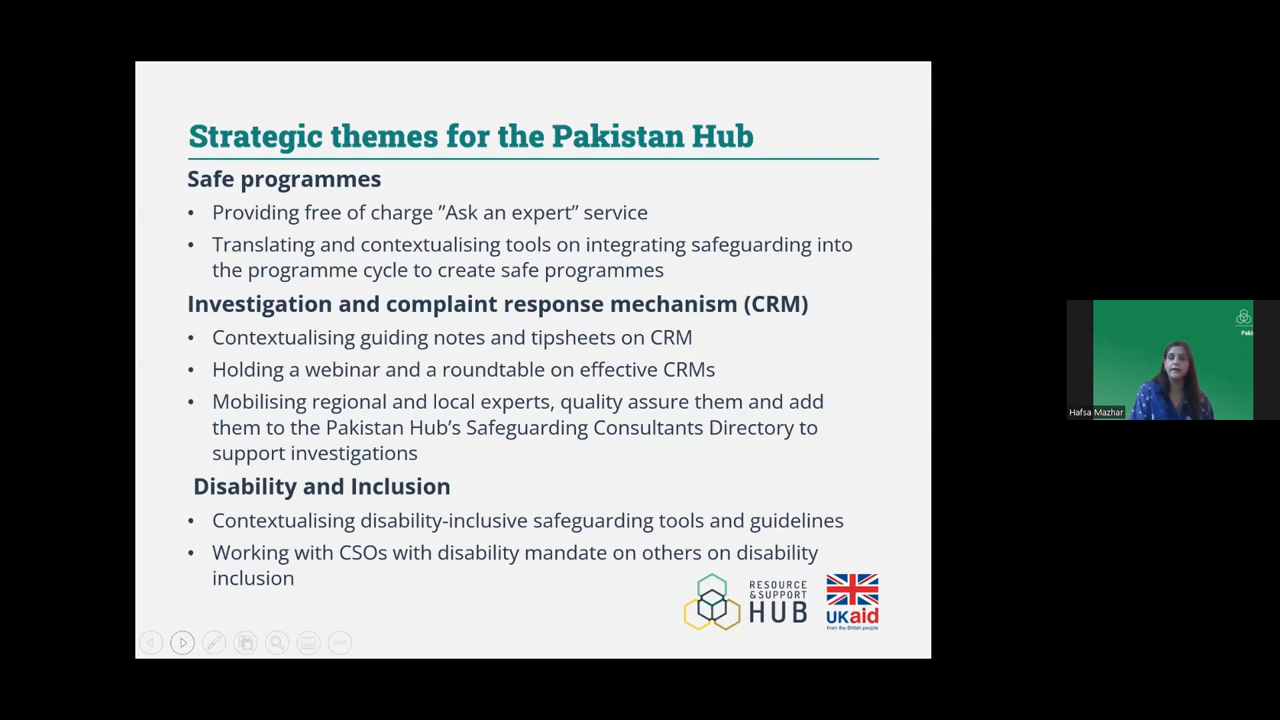 Strategic themes for the Pakistan Hub
Safe programmes
• Providing free of charge ”Ask an expert” service
• Translating and contextualising tools on integrating safeguarding into
the programme cycle to create safe programmes
Investigation and complaint response mechanism (CRM)
• Contextualising guiding notes and tipsheets on CRM
• Holding a webinar and a roundtable on effective CRMs
• Mobilising regional and local experts, quality assure them and add
them to the Pakistan Hub’s Safeguarding Consultants Directory to
support investigations
Disability and Inclusion
• Contextualising disability-inclusive safeguarding tools and guidelines
• Working with CSOs with disability mandate on others on disability
inclusion
RESOURCE
&SUPPORT
HUB
UKaid
from the British people
Pakis
Hafsa Mazhar